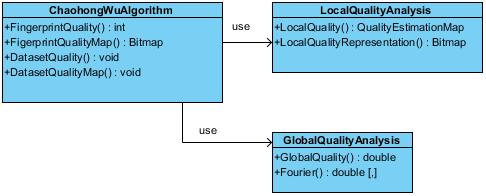 ChaohongWuAlgorithm
+FingerprintQuality() : int
+FigerprintQualityMap() : Bitmap
+DatasetQuality() : void
+DatasetQualityMap() : void
use
LocalQualityAnalysis
+LocalQuality() : QualityEstimationMap
+LocalQualityRepresentation() : Bitmap
use
GlobalQualityAnalysis
+GlobalQuality() : double
+Fourier() : double [,]